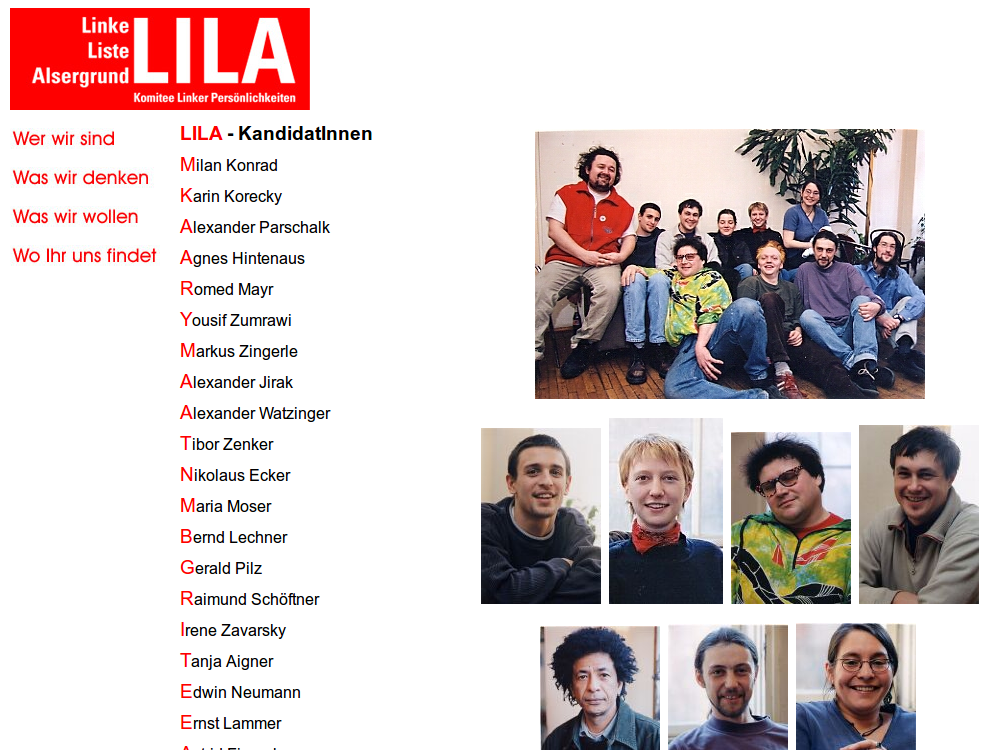 Linke
Liste
Alsergrund
LILA
Komitee Linker Persönlichkeiten
Wer wir sind
Was wir denken
Was wir wollen
Wo Ihr uns findet
LILA - KandidatInnen
Milan Konrad
Karin Korecky
Alexander Parschalk
Agnes Hintenaus
Romed Mayr
Yousif Zumrawi
Markus Zingerle
Alexander Jirak
Alexander Watzinger
Tibor Zenker
Nikolaus Ecker
Maria Moser
Bernd Lechner
Gerald Pilz
Raimund Schöftner
Irene Zavarsky
Tanja Aigner
Edwin Neumann
Ernst Lammer